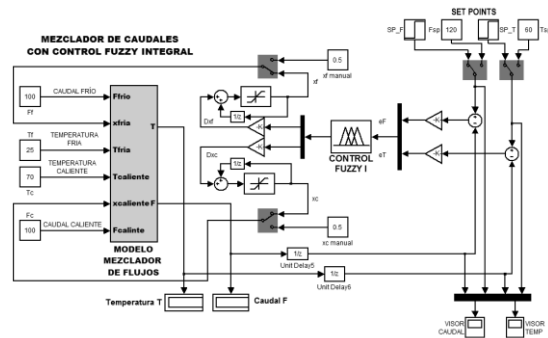 MEZCLADOR DE CAUDALES
CON CONTROL FUZZY INTEGRAL
SET POINTS
SP_F
Fsp
120
SP_T
60
Ts
0.5
xf manual
xf
1/z
Dxf
-K-
-K-
Dxc
1/z
xc
0.5
xc manual
CONTROL
FUZZY I
eF
eT
-K-
-K-
100
CAUDAL FRÍO
Ff
Tf
25
TEMPERATURA
FRIA
TEMPERATURA
CALIENTE
70
Tc
Fc
100
CAUDAL CALIENTE
Ffrio
xfria
Tfria
Tcaliente
xcaliente
Fcalinte
T
F
MODELO
MEZCLADOR
DE FLUJOS
1/z
Unit Delay5
1/z
Unit Delay6
Temperatura T
Caudal F
VISOR
CAUDAL
VISOR
TEMP